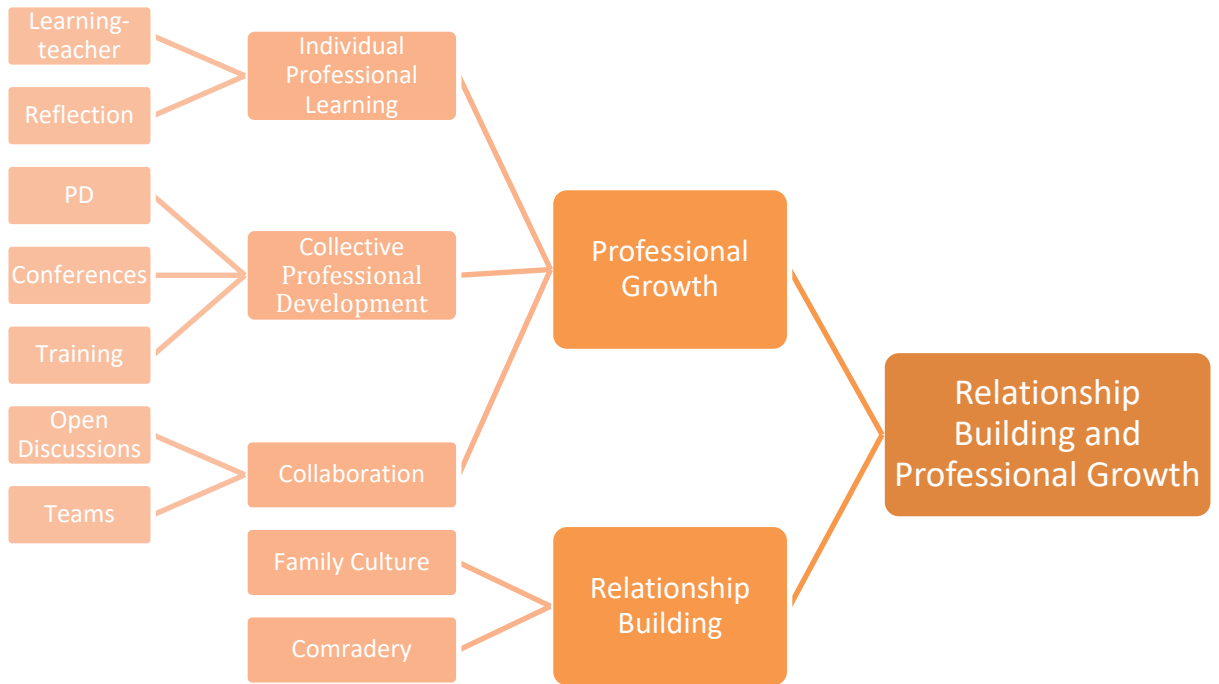 Learning-
teacher
Reflection
PD
Conferences
Training
Open
Discussions
Teams
Individual
Professional
Learning
Collective
Professional
Development
Collaboration
Family Culture
Comradery
Professional
Growth
Relationship
Building
Relationship
Building and
Professional Growth